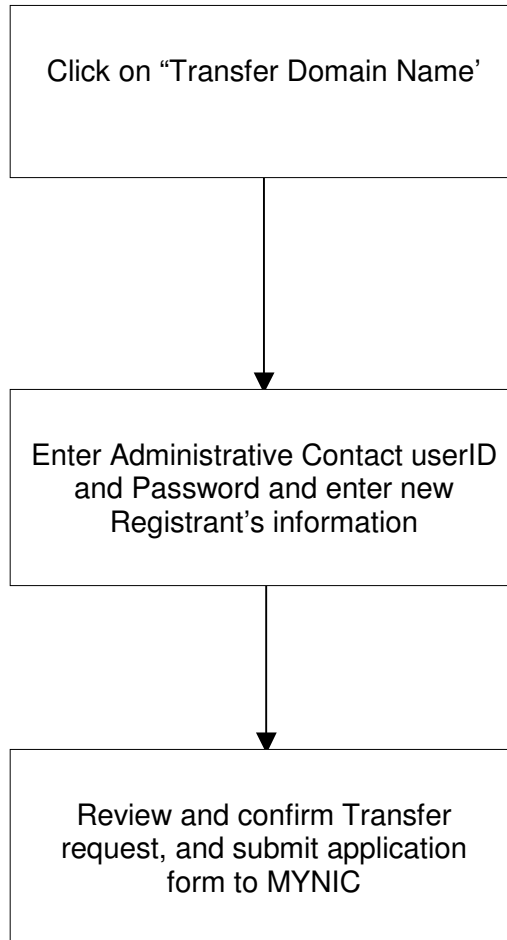 Click on “Transfer Domain Name’
Enter Administrative Contact userID
and Password and enter new
Registrant’s information
Review and confirm Transfer
request, and submit application
form to MYNIC